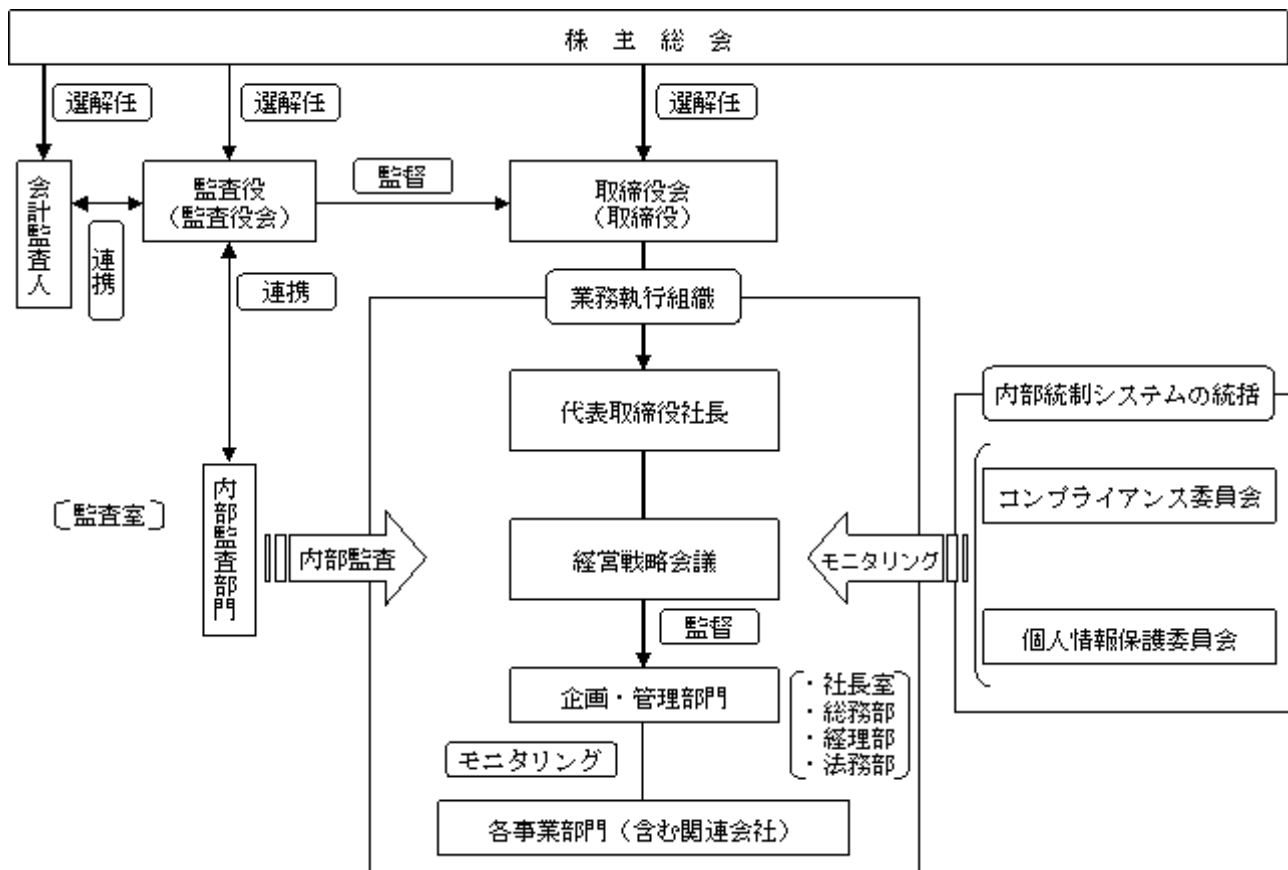 株主総会
選解任
選解任
選解任
会計監査人
連携
監査役
（監査役会）
監督
取締役会
（取締役）
連携
業務執行組織
代表取締役社長
内部統制システムの統括
コンプライアンス委員会
〔監査室〕
内部監査部門
内部監査
経営戦略会議
モニタリング
監督
個人情報保護委員会
企画・管理部門
・社長室
・総務部
・経理部
・法務部
モニタリング
各事業部門（含む関連会社）